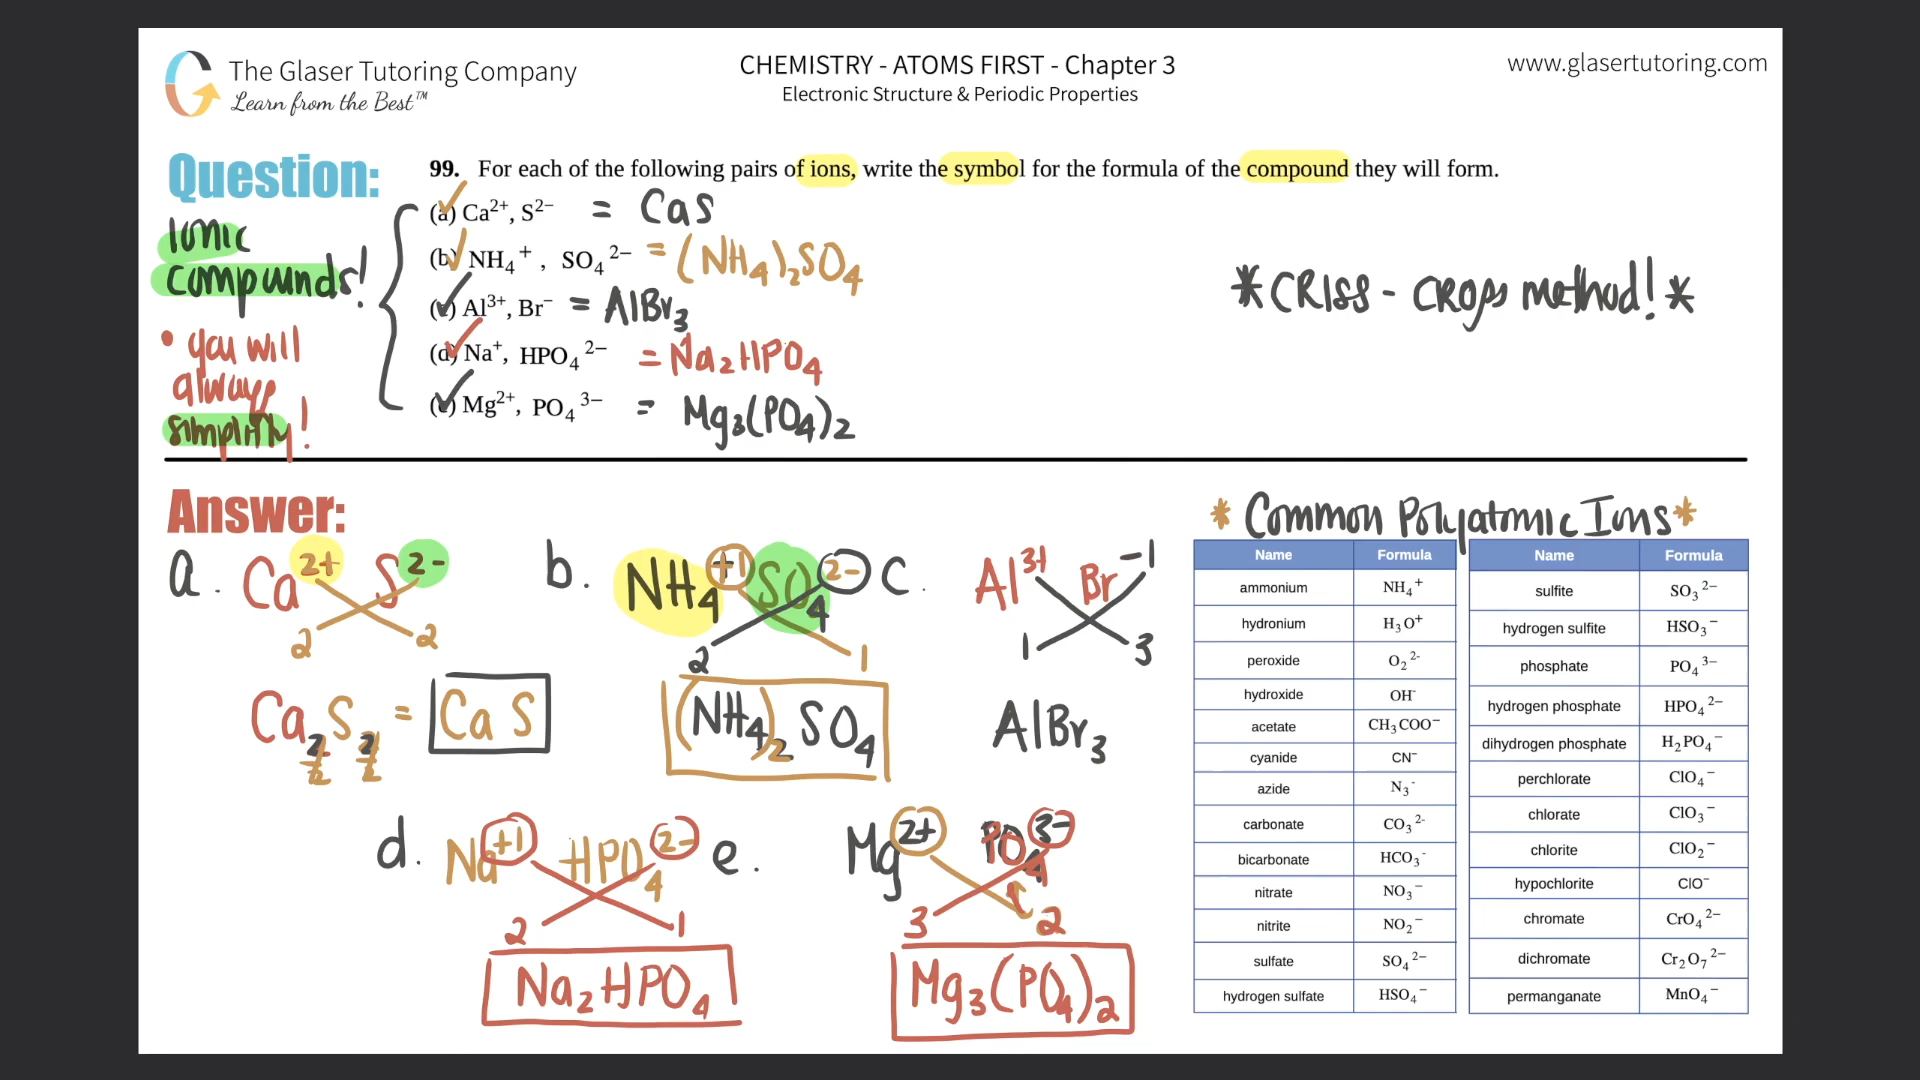 The Glaser Tutoring Company
Learn from the Best™
CHEMISTRY - ATOMS FIRST - Chapter 3
Electronic Structure & Periodic Properties
www.glasertutoring.com
Question:
99. For each of the following pairs of ions, write the symbol for the formula of the compound they will form.
(a) Ca²⁺, S²⁻ = CaS
(b) NH₄⁺, SO₄²⁻ = (NH₄)₂SO₄
(c) Al³⁺, Br⁻ = AlBr₃
(d) Na⁺, HPO₄²⁻ = Na₂HPO₄
(e) Mg²⁺, PO₄³⁻ = Mg₃(PO₄)₂
Ionic
compounds!
• you will
always
simplify!
*CRISS - CROSS method!*
Answer:
a. Ca²⁺ S²⁻
2 2
Ca₂S₂ = CaS
2 2
b. NH₄⁺¹ SO₄²⁻
2 1
(NH₄)₂SO₄
c. Al³⁺ Br⁻¹
1 3
AlBr₃
d. Na⁺¹ HPO₄²⁻
2 1
Na₂HPO₄
e. Mg²⁺ PO₄³⁻
3 2
Mg₃(PO₄)₂
*Common Polyatomic Ions*
Name Formula
ammonium NH₄⁺
hydronium H₃O⁺
peroxide O₂²⁻
hydroxide OH⁻
acetate CH₃COO⁻
cyanide CN⁻
azide N₃⁻
carbonate CO₃²⁻
bicarbonate HCO₃⁻
nitrate NO₃⁻
nitrite NO₂⁻
sulfate SO₄²⁻
hydrogen sulfate HSO₄⁻
Name Formula
sulfite SO₃²⁻
hydrogen sulfite HSO₃⁻
phosphate PO₄³⁻
hydrogen phosphate HPO₄²⁻
dihydrogen phosphate H₂PO₄⁻
perchlorate ClO₄⁻
chlorate ClO₃⁻
chlorite ClO₂⁻
hypochlorite ClO⁻
chromate CrO₄²⁻
dichromate Cr₂O₇²⁻
permanganate MnO₄⁻